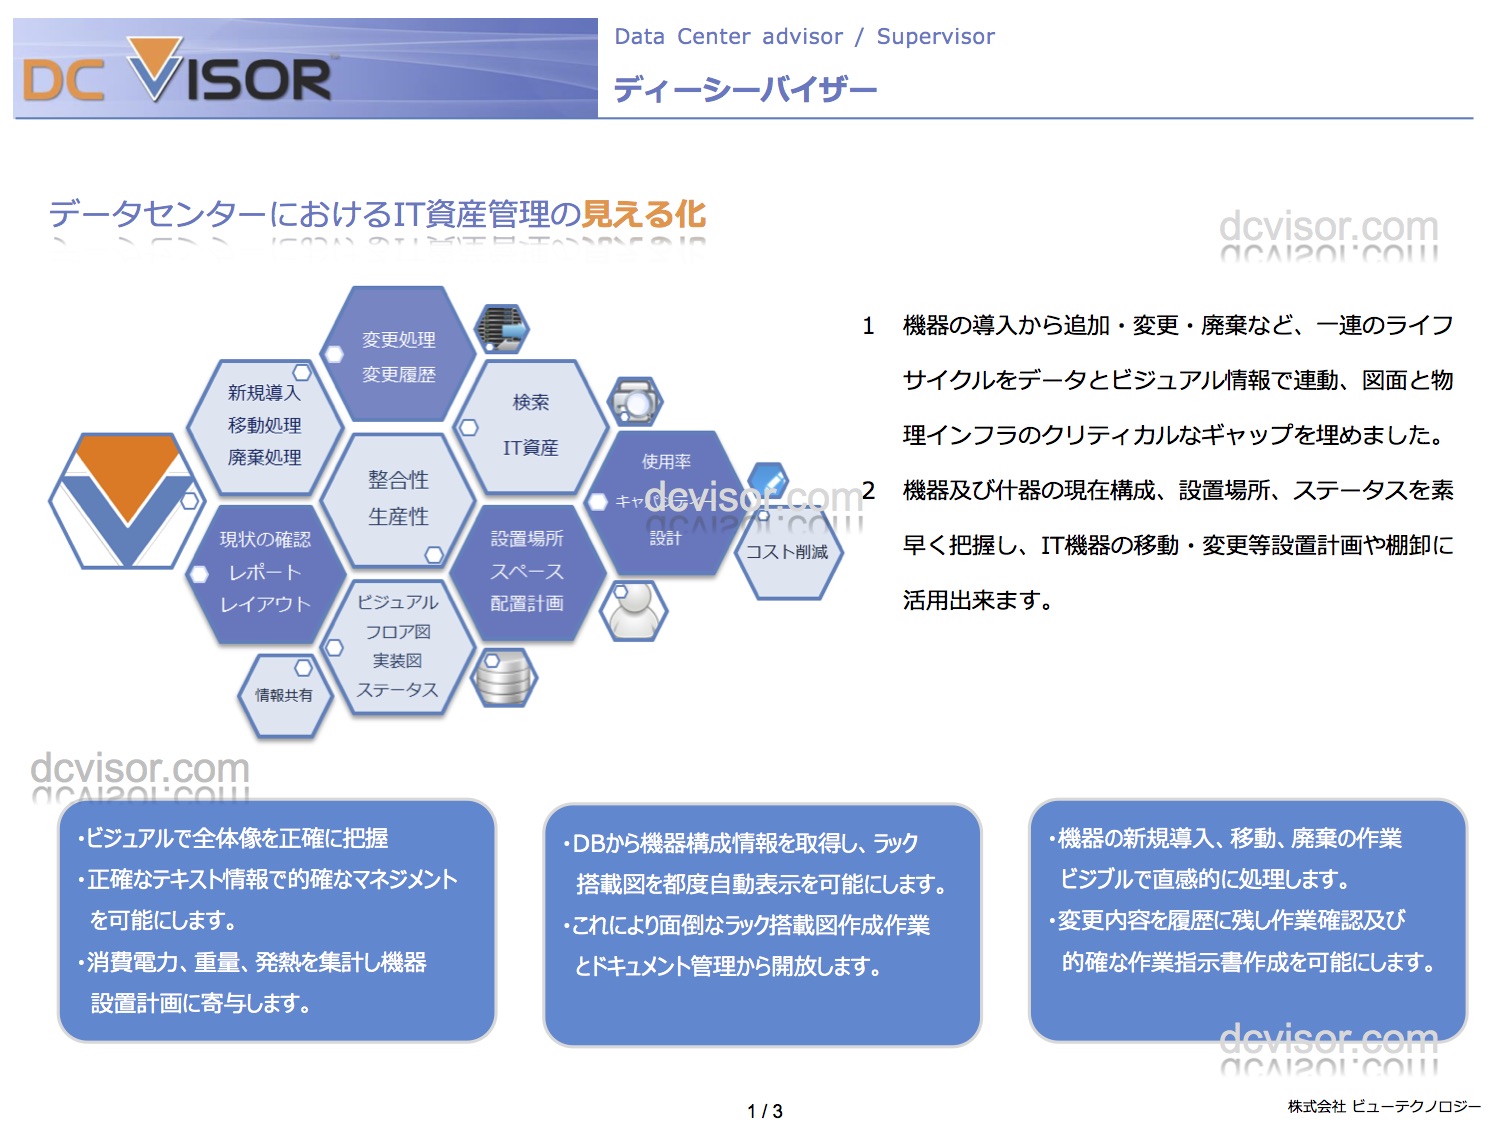 DC VISOR
Data Center advisor / Supervisor
ディーシーバイザー
データセンターにおけるIT資産管理の見える化
dcvisor.com
変更処理
変更履歴
新規導入
移動処理
廃棄処理
検索
IT資産
整合性
生産性
使用率
設計
dcvisor.com
コスト削減
現状の確認
レポート
レイアウト
設置場所
スペース
配置計画
ビジュアル
フロア図
実装図
ステータス
情報共有
1 機器の導入から追加・変更・廃棄など、一連のライフ
サイクルをデータとビジュアル情報で連動、図面と物
理インフラのクリティカルなギャップを埋めました。
2 機器及び什器の現在構成、設置場所、ステータスを素
早く把握し、IT機器の移動・変更等設置計画や棚卸に
活用出来ます。
dcvisor.com
・ビジュアルで全体像を正確に把握
・正確なテキスト情報で的確なマネジメント
を可能にします。
・消費電力、重量、発熱を集計し機器
設置計画に寄与します。
・DBから機器構成情報を取得し、ラック
搭載図を都度自動表示を可能にします。
・これにより面倒なラック搭載図作成作業
とドキュメント管理から開放します。
・機器の新規導入、移動、廃棄の作業
ビジブルで直感的に処理します。
・変更内容を履歴に残し作業確認及び
的確な作業指示書作成を可能にします。
dcvisor.com
1 / 3
株式会社 ビューテクノロジー